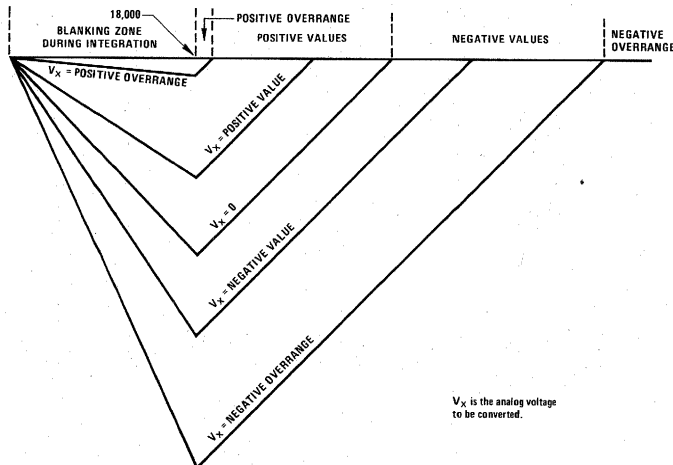 18,000
POSITIVE OVERRANGE
BLANKING ZONE
DURING INTEGRATION
POSITIVE VALUES
NEGATIVE VALUES
NEGATIVE
OVERRANGE
VX = POSITIVE OVERRANGE
VX = POSITIVE VALUE
VX = 0
VX = NEGATIVE VALUE
VX = NEGATIVE OVERRANGE
VX is the analog voltage
to be converted.